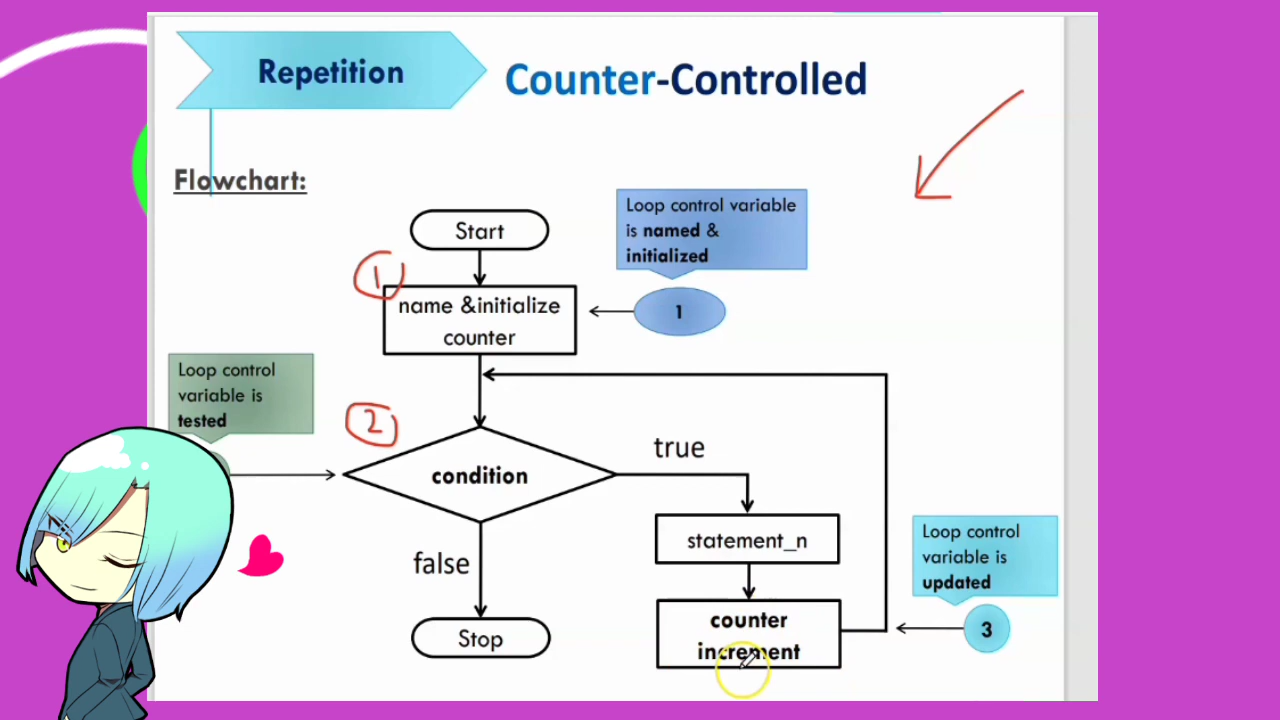 Repetition
Counter-Controlled
Flowchart:
Start
Loop control variable
is named &
initialized
1
name &initialize
counter
1
Loop control
variable is
tested
2
condition
true
false
statement_n
counter
increment
Stop
Loop control
variable is
updated
3